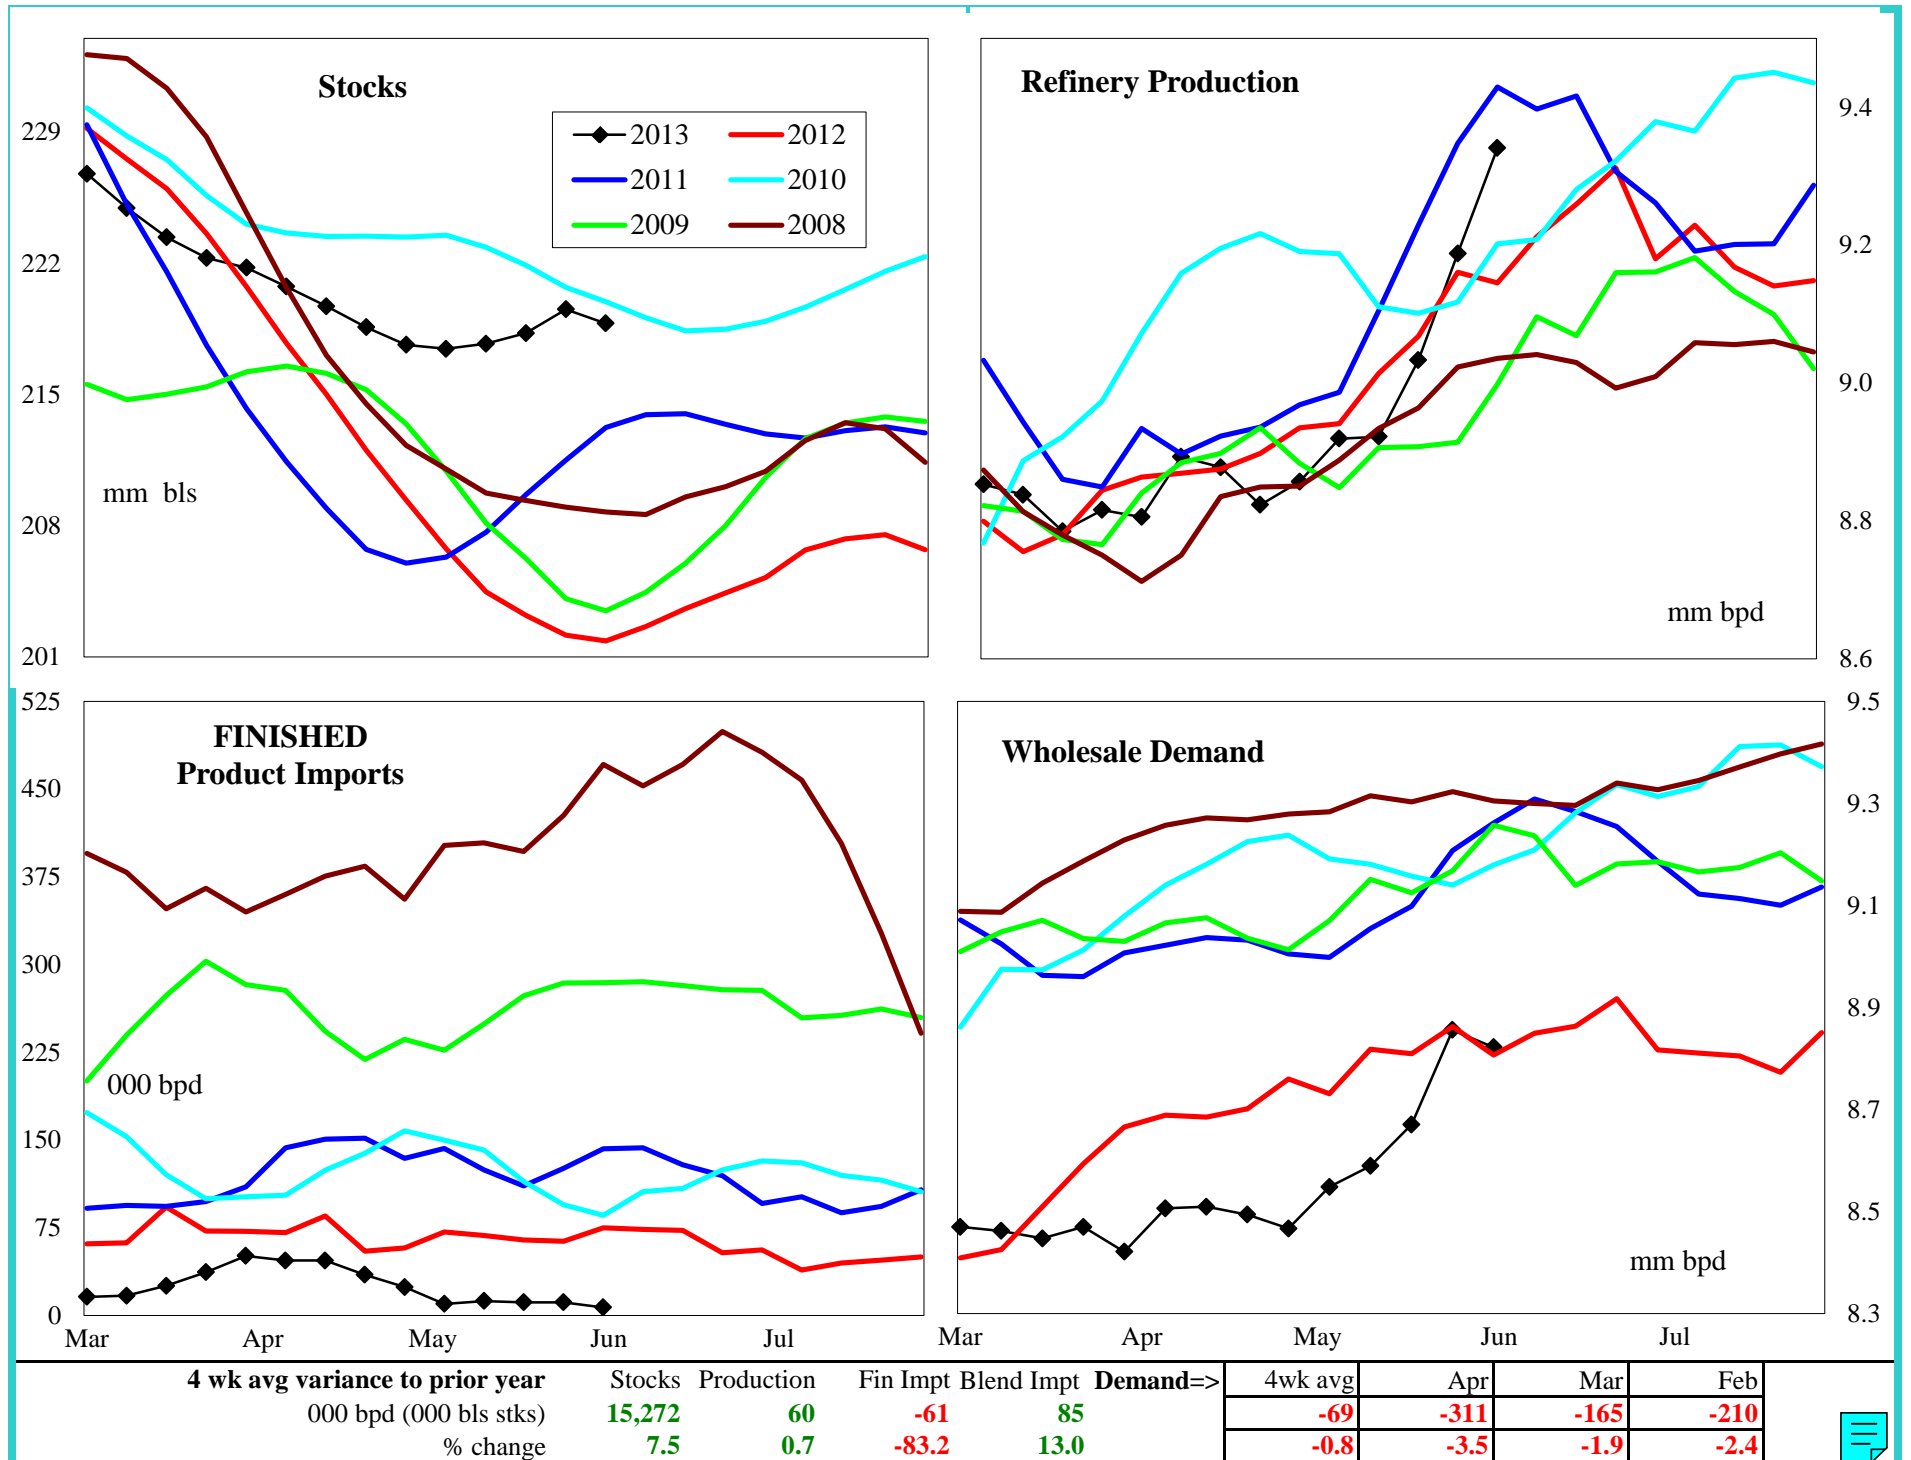 Stocks
229
222
215
208
201
mm bls
2013 2012
2011 2010
2009 2008
Refinery Production
9.4
9.2
9.0
8.8
8.6
mm bpd
FINISHED
Product Imports
525
450
375
300
225
150
75
0
000 bpd
Mar Apr May Jun Jul
Wholesale Demand
9.5
9.3
9.1
8.9
8.7
8.5
8.3
mm bpd
Mar Apr May Jun Jul
4 wk avg variance to prior year Stocks Production Fin Impt Blend Impt Demand=> 4wk avg Apr Mar Feb
000 bpd (000 bls stks) 15,272 60 -61 85 -69 -311 -165 -210
% change 7.5 0.7 -83.2 13.0 -0.8 -3.5 -1.9 -2.4